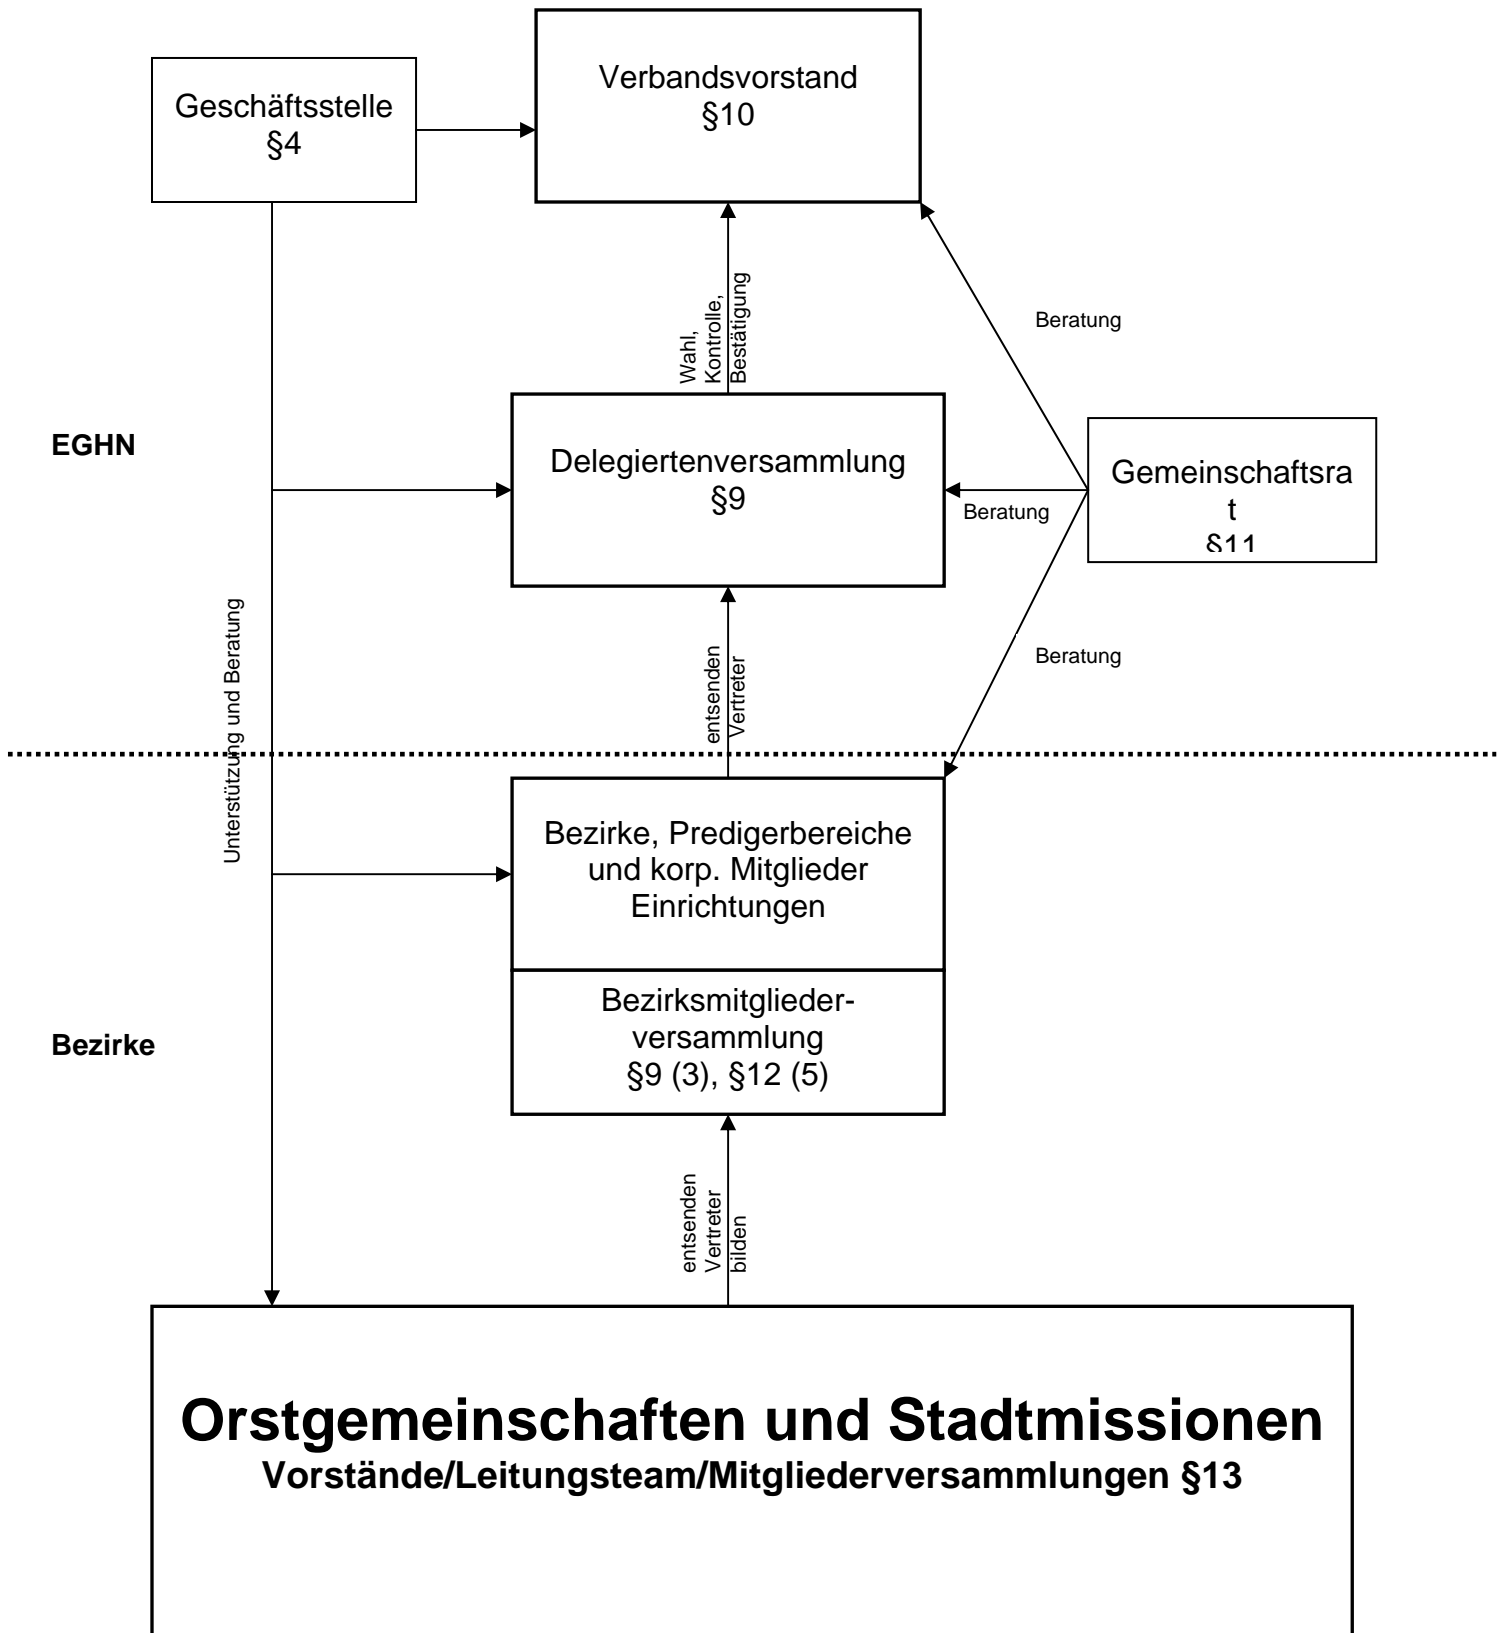 Geschäftsstelle
§4
Verbandsvorstand
§10
Wahl,
Kontrolle,
Bestätigung
Beratung
EGHN
Delegiertenversammlung
§9
Beratung
Gemeinschaftsra
t
§11
Unterstützung und Beratung
entsenden
Vertreter
Beratung
Bezirke, Predigerbereiche
und korp. Mitglieder
Einrichtungen
Bezirke
Bezirksmitglieder-
versammlung
§9 (3), §12 (5)
entsenden
Vertreter
bilden
Orstgemeinschaften und Stadtmissionen
Vorstände/Leitungsteam/Mitgliederversammlungen §13